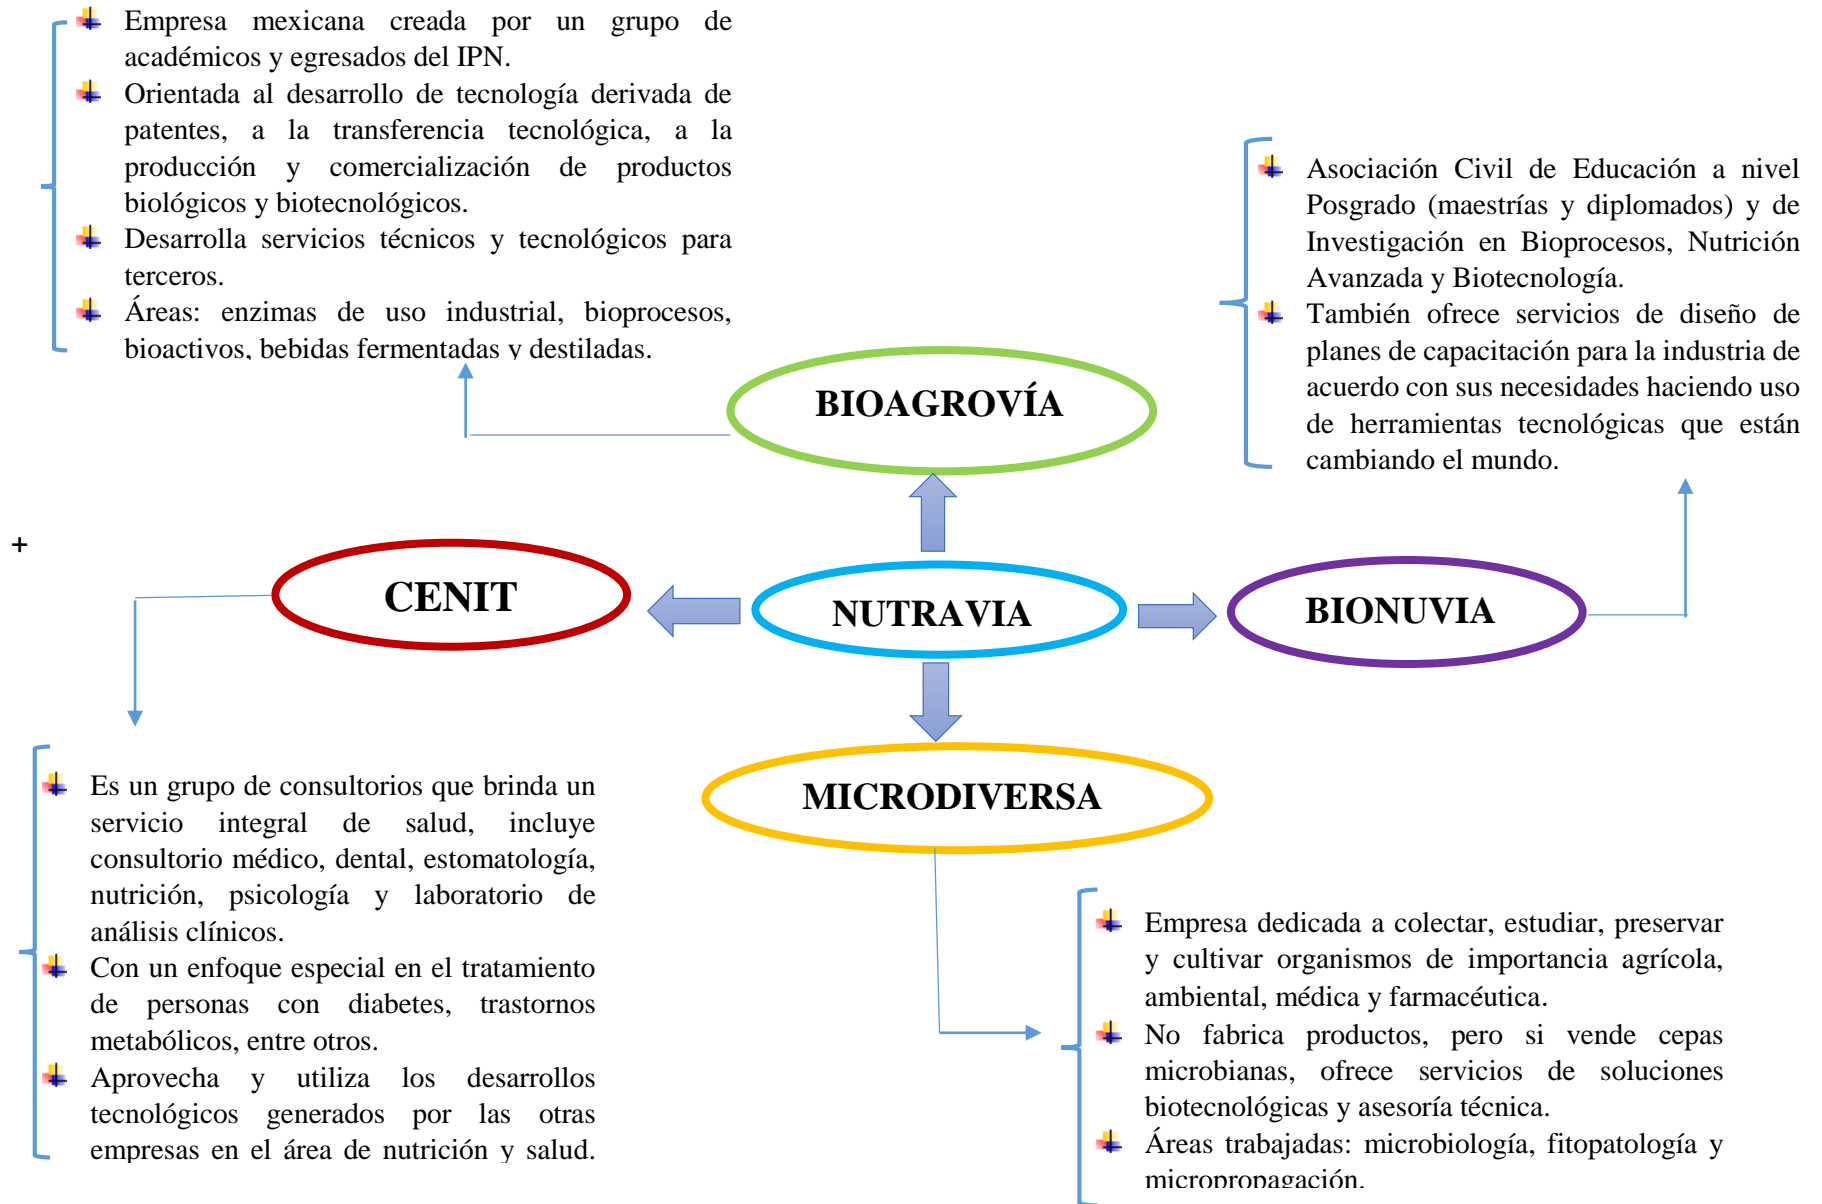 Empresa mexicana creada por un grupo de
académicos y egresados del IPN.
Orientada al desarrollo de tecnología derivada de
patentes, a la transferencia tecnológica, a la
producción y comercialización de productos
biológicos y biotecnológicos.
Desarrolla servicios técnicos y tecnológicos para
terceros.
Áreas: enzimas de uso industrial, bioprocesos,
bioactivos, bebidas fermentadas y destiladas.
Asociación Civil de Educación a nivel
Posgrado (maestrías y diplomados) y de
Investigación en Bioprocesos, Nutrición
Avanzada y Biotecnología.
También ofrece servicios de diseño de
planes de capacitación para la industria de
acuerdo con sus necesidades haciendo uso
de herramientas tecnológicas que están
cambiando el mundo.
BIOAGROVÍA
+
CENIT
NUTRAVIA
BIONUVIA
MICRODIVERSA
Es un grupo de consultorios que brinda un
servicio integral de salud, incluye
consultorio médico, dental, estomatología,
nutrición, psicología y laboratorio de
análisis clínicos.
Con un enfoque especial en el tratamiento
de personas con diabetes, trastornos
metabólicos, entre otros.
Aprovecha y utiliza los desarrollos
tecnológicos generados por las otras
empresas en el área de nutrición y salud.
Empresa dedicada a colectar, estudiar, preservar
y cultivar organismos de importancia agrícola,
ambiental, médica y farmacéutica.
No fabrica productos, pero si vende cepas
microbianas, ofrece servicios de soluciones
biotecnológicas y asesoría técnica.
Áreas trabajadas: microbiología, fitopatología y
micropropagación.